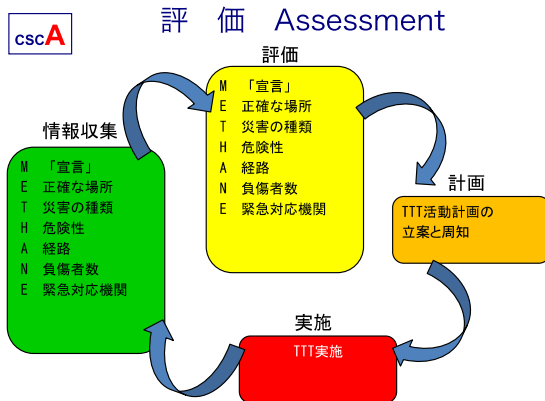 評　価　Assessment
CSCA
評価
M 「宣言」
E 正確な場所
T 災害の種類
H 危険性
A 経路
N 負傷者数
E 緊急対応機関
情報収集
M 「宣言」
E 正確な場所
T 災害の種類
H 危険性
A 経路
N 負傷者数
E 緊急対応機関
計画
TTT活動計画の
立案と周知
実施
TTT実施